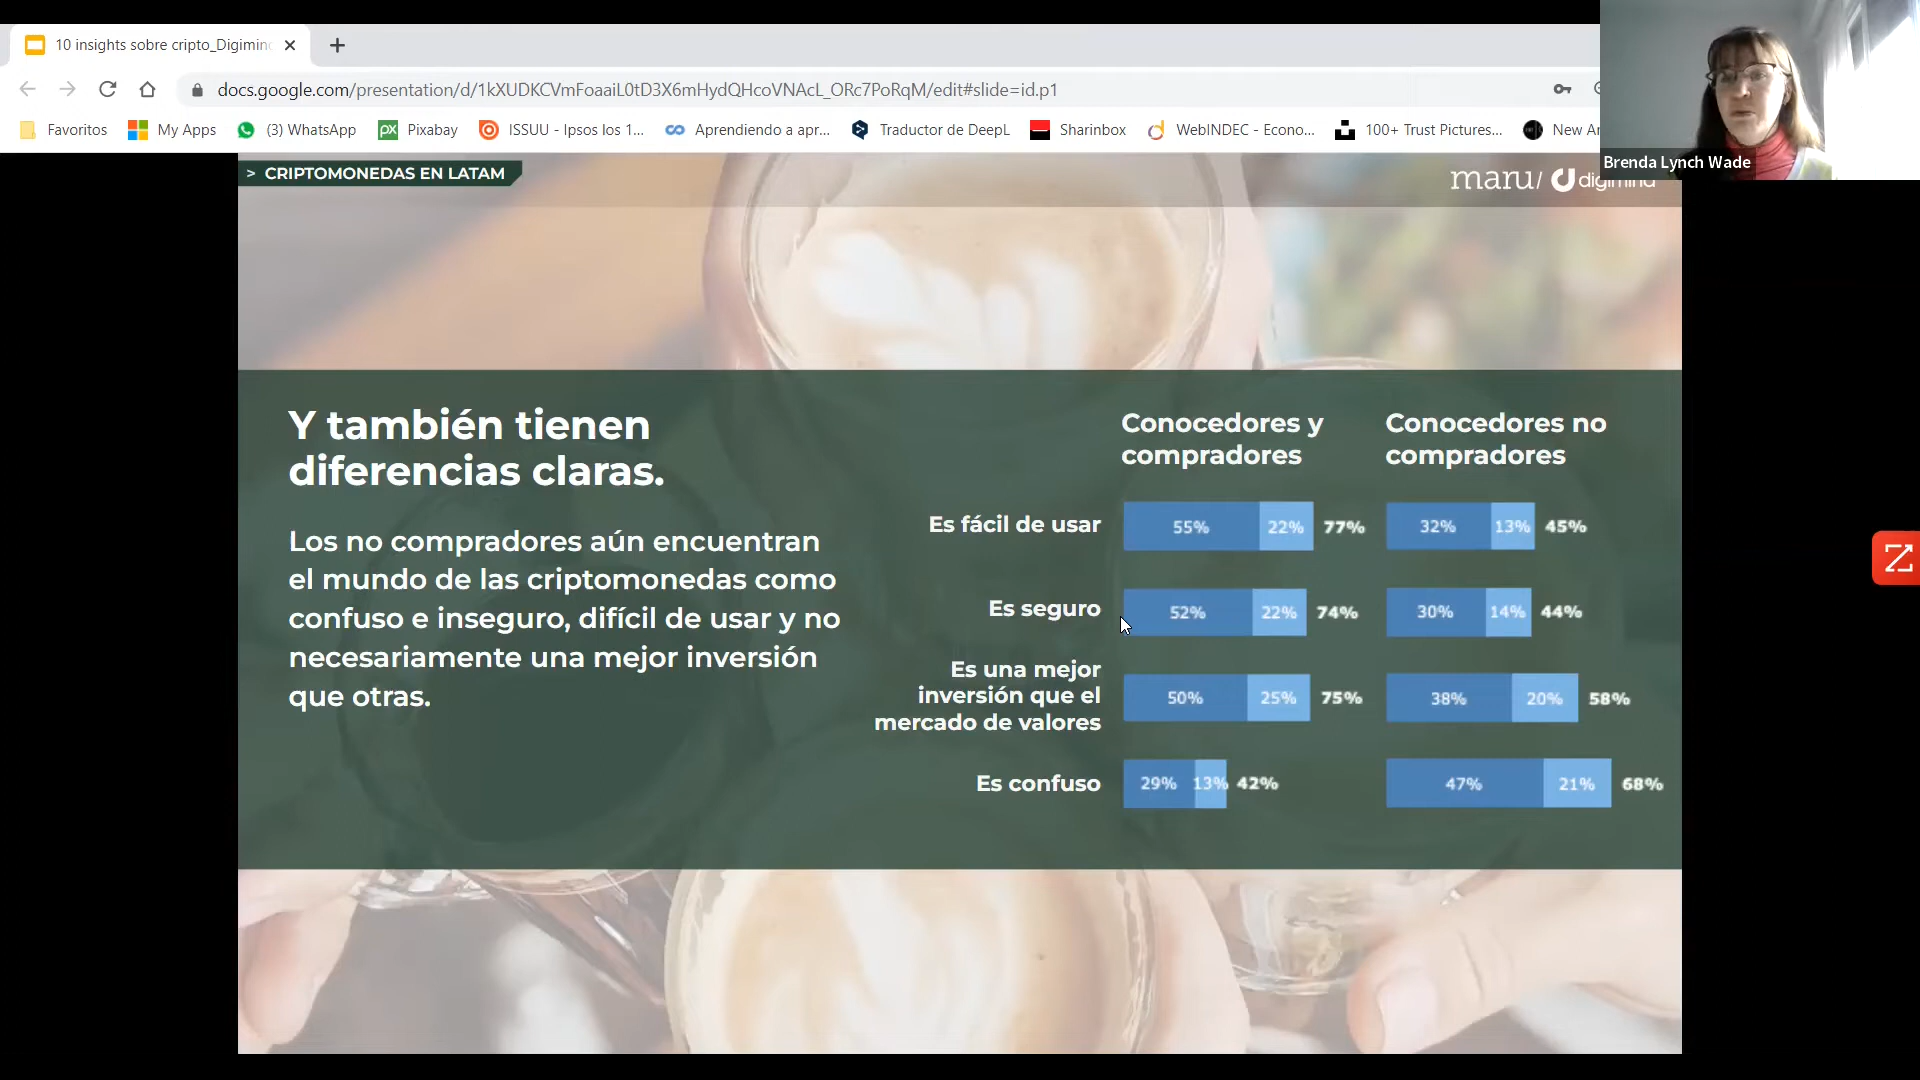 10 insights sobre cripto_Digimind
docs.google.com/presentation/d/1kXUDKCVmFoaaiL0tD3X6mHydQHcoVNAcL_ORc7PoRqM/edit#slide=id.p1
Favoritos
My Apps
(3) WhatsApp
Pixabay
ISSUU - Ipsos los 1...
Aprendiendo a apr...
Traductor de DeepL
Sharinbox
WebINDEC - Econo...
100+ Trust Pictures...
Brenda Lynch Wade
> CRIPTOMONEDAS EN LATAM
maru/ digimind
Y también tienen
diferencias claras.
Los no compradores aún encuentran
el mundo de las criptomonedas como
confuso e inseguro, difícil de usar y no
necesariamente una mejor inversión
que otras.
Conocedores y
compradores
Conocedores no
compradores
Es fácil de usar
55% 22% 77%
32% 13% 45%
Es seguro
52% 22% 74%
30% 14% 44%
Es una mejor
inversión que el
mercado de valores
50% 25% 75%
38% 20% 58%
Es confuso
29% 13% 42%
47% 21% 68%